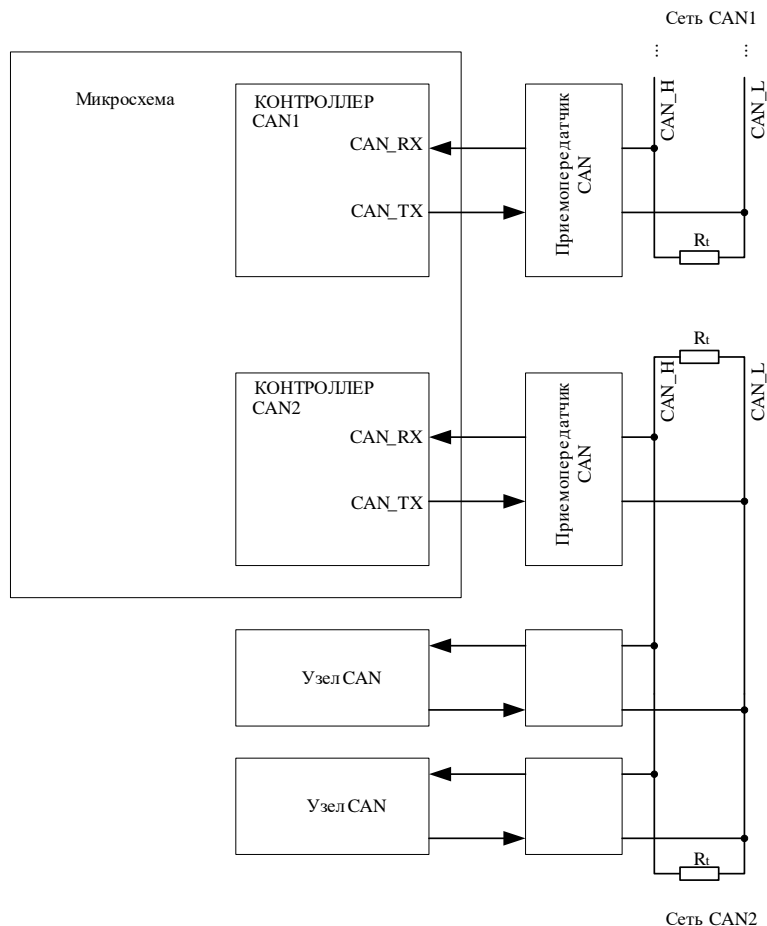 Сеть CAN1
...
...
CAN_H
CAN_L
Микросхема
КОНТРОЛЛЕР
CAN1
CAN_RX
CAN_TX
Приемопередатчик
CAN
Rt
Rt
CAN_H
CAN_L
КОНТРОЛЛЕР
CAN2
CAN_RX
CAN_TX
Приемопередатчик
CAN
Узел CAN
Узел CAN
Rt
Сеть CAN2